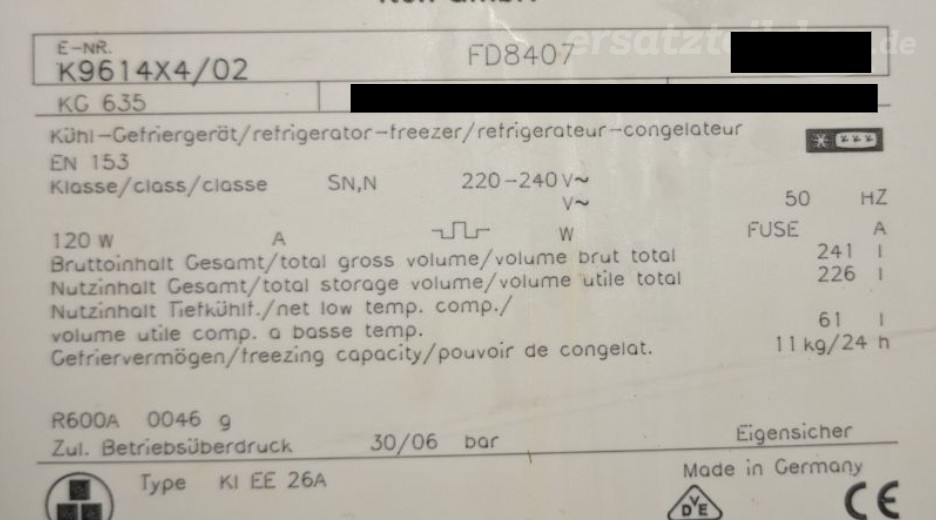 E-NR.
K9614X4/02 FD8407
KG 635
Kühl-Gefriergerät/refrigerator-freezer/refrigerateur-congelateur
EN 153
Klasse/class/classe SN,N 220-240 V~
V~
50 HZ
120 W A W FUSE A
Bruttoinhalt Gesamt/total gross volume/volume brut total 241 l
Nutzinhalt Gesamt/total storage volume/volume utile total 226 l
Nutzinhalt Tiefkühlf./net low temp. comp./
volume utile comp. a basse temp. 61 l
Gefriervermögen/freezing capacity/pouvoir de congelat. 11 kg/24 h
R600A 0046 g
Zul. Betriebsüberdruck 30/06 bar Eigensicher
Made in Germany
Type KI EE 26A
DVE CE